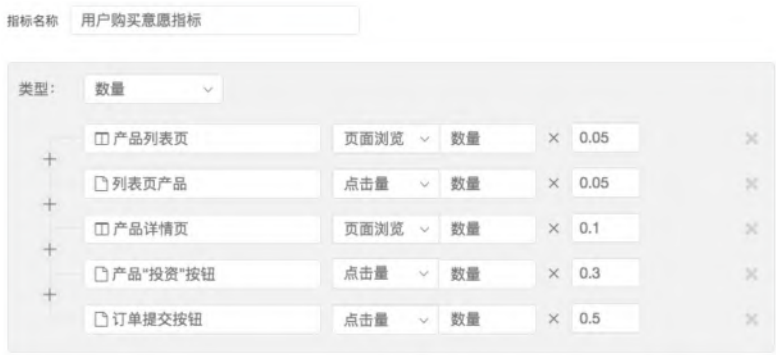 指标名称 用户购买意愿指标
类型: 数量
产品列表页 页面浏览 数量 × 0.05
+
列表页产品 点击量 数量 × 0.05
+
产品详情页 页面浏览 数量 × 0.1
+
产品“投资”按钮 点击量 数量 × 0.3
+
订单提交按钮 点击量 数量 × 0.5